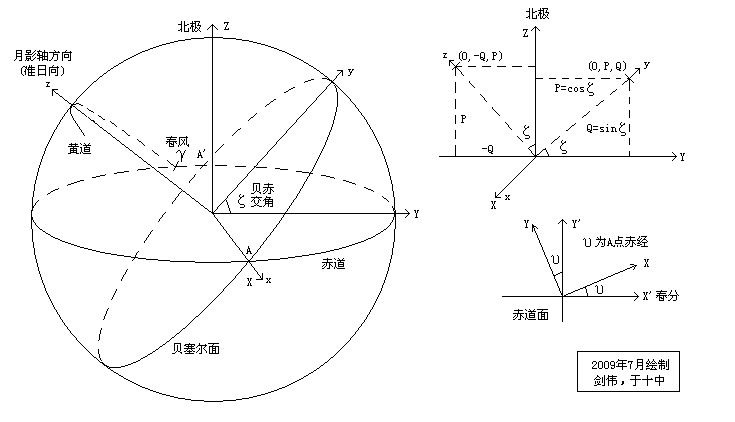 北极
Z
月影轴方向
(准日向)
z
y
黄道
春风
γ
A'
贝赤
交角
ζ
Y
A
X
x
赤道
贝塞尔面
北极
Z
z
(0,-Q,P)
(0,P,Q)
y
P=cosζ
P
ζ
Q=sinζ
-Q
ζ
Y
X
x
Y
Y'
υ为A点赤经
υ
X
υ
X'春分
赤道面
2009年7月绘制
剑伟，于十中